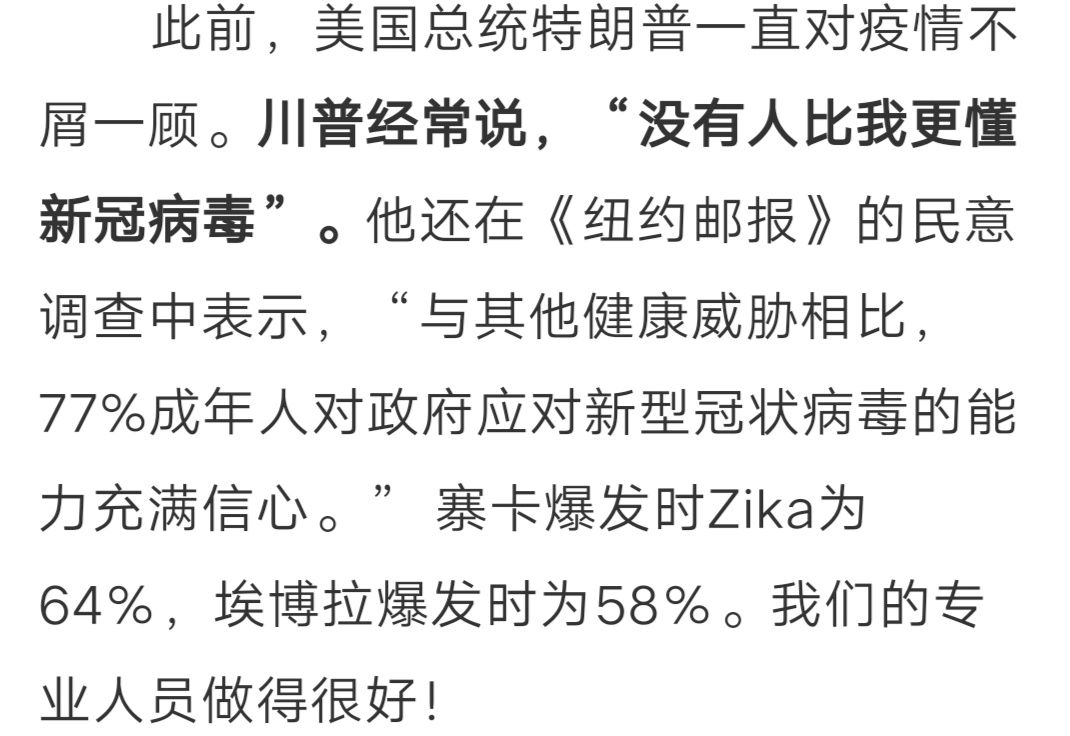 此前，美国总统特朗普一直对疫情不
屑一顾。川普经常说，“没有人比我更懂
新冠病毒”。他还在《纽约邮报》的民意
调查中表示，“与其他健康威胁相比，
77%成年人对政府应对新型冠状病毒的能
力充满信心。” 寨卡爆发时Zika为
64%，埃博拉爆发时为58%。我们的专
业人员做得很好！